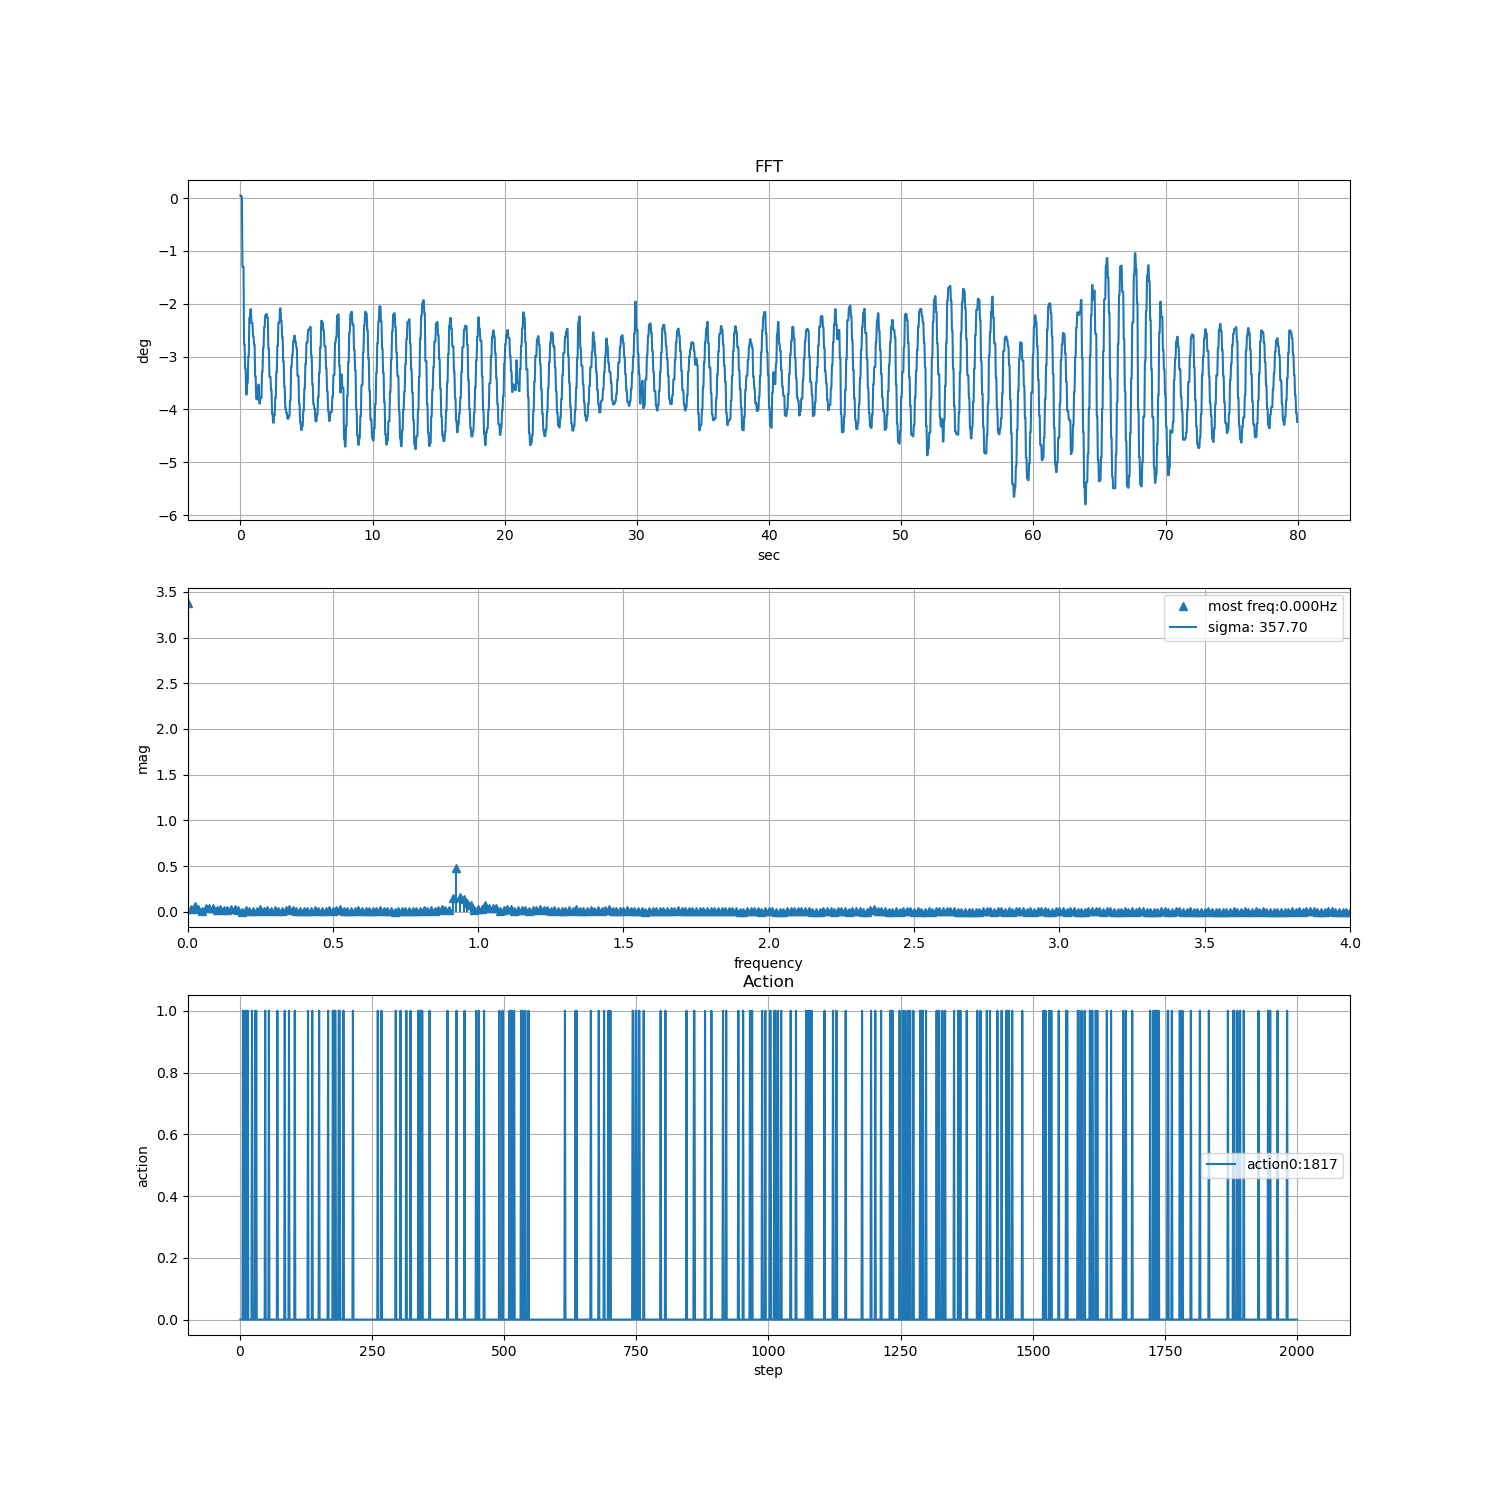 FFT
0
−1
−2
−3
−4
−5
−6
deg
0 10 20 30 40 50 60 70 80
sec
3.5
3.0
2.5
2.0
1.5
1.0
0.5
0.0
mag
most freq:0.000Hz
sigma: 357.70
0.0 0.5 1.0 1.5 2.0 2.5 3.0 3.5 4.0
frequency
Action
1.0
0.8
0.6
0.4
0.2
0.0
action
action0:1817
0 250 500 750 1000 1250 1500 1750 2000
step